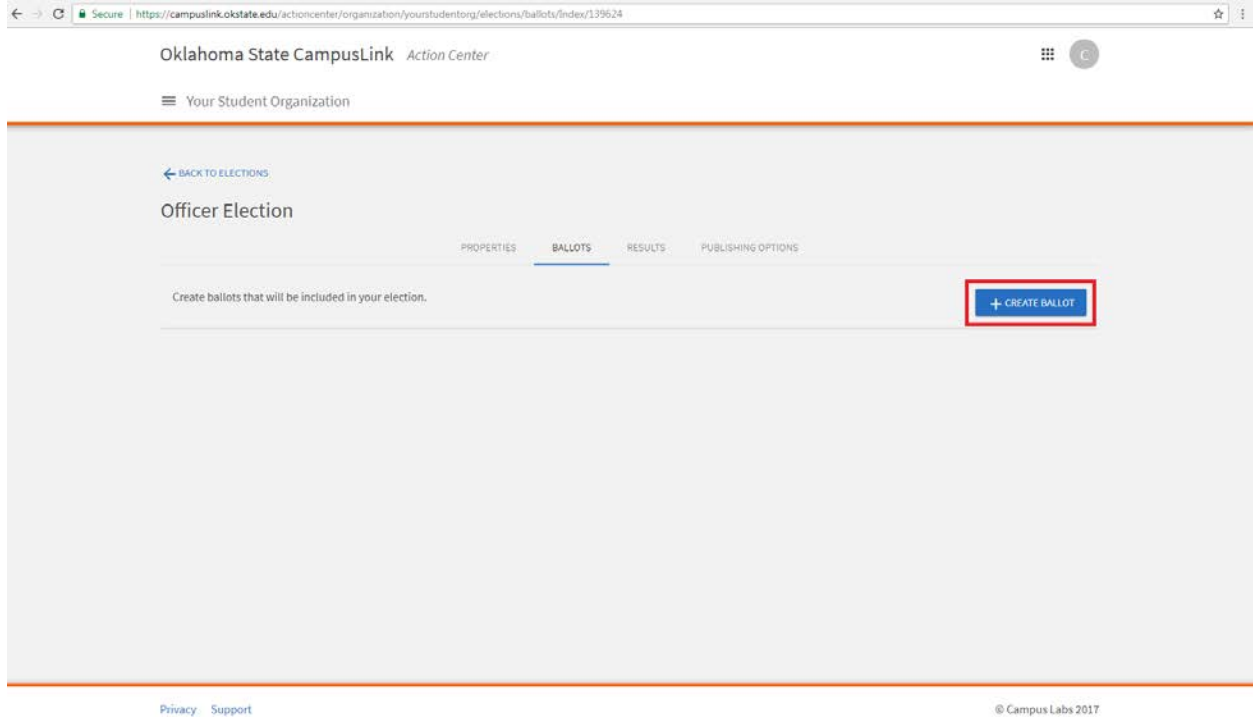 Secure https://campuslink.okstate.edu/actioncenter/organization/yourstudentorg/elections/ballots/Index/139624
Oklahoma State CampusLink Action Center
C
Your Student Organization
BACK TO ELECTIONS
Officer Election
PROPERTIES BALLOTS RESULTS PUBLISHING OPTIONS
Create ballots that will be included in your election.
+ CREATE BALLOT
Privacy Support
© Campus Labs 2017